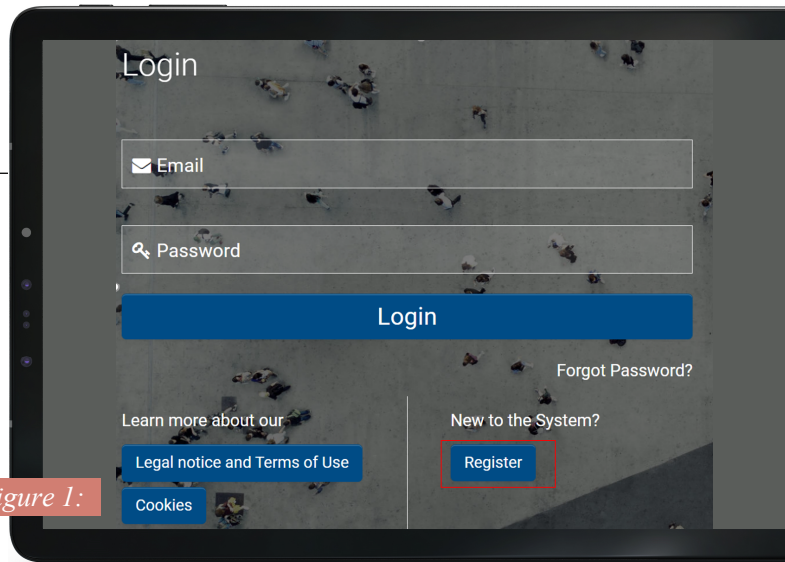 Login
Email
Password
Login
Forgot Password?
Learn more about our
New to the System?
Legal notice and Terms of Use
Register
Cookies
igure 1: